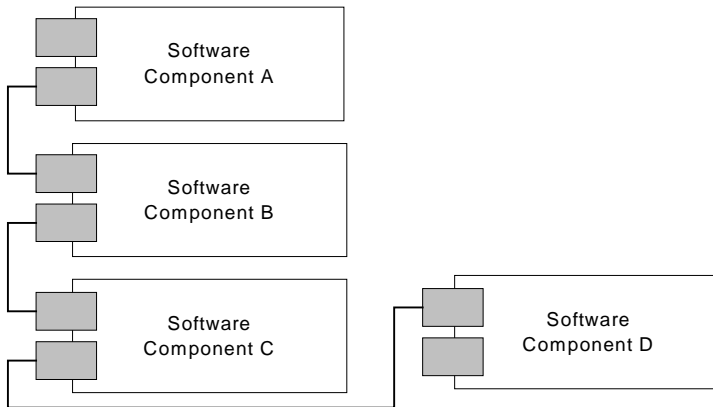 Software
Component A
Software
Component B
Software
Component C
Software
Component D